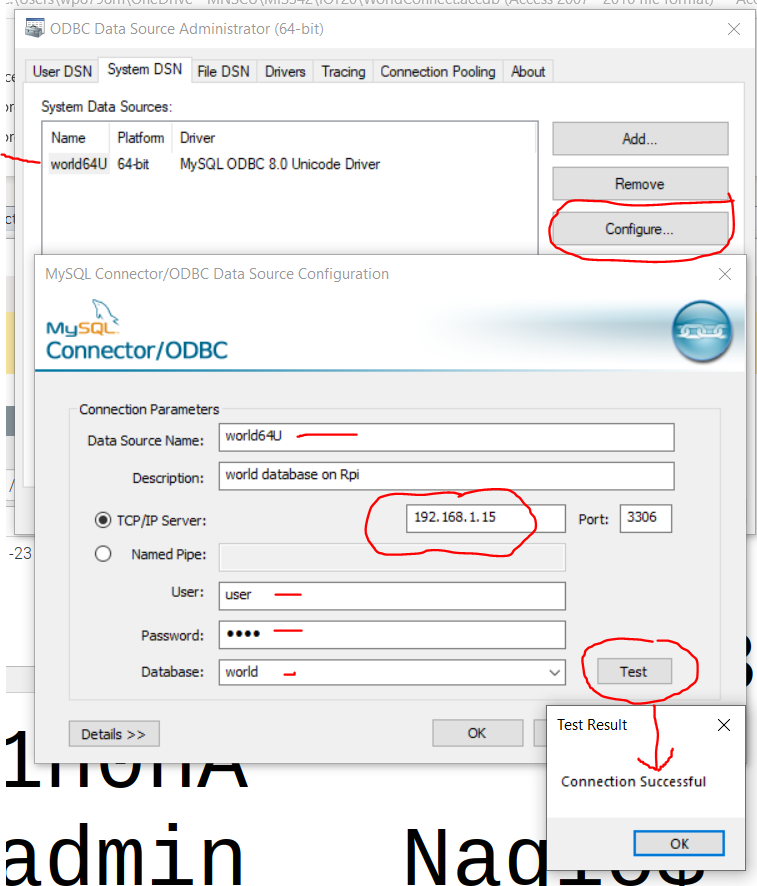 ODBC Data Source Administrator (64-bit)
User DSN System DSN File DSN Drivers Tracing Connection Pooling About
System Data Sources:
Name Platform Driver
world64U 64-bit MySQL ODBC 8.0 Unicode Driver
Add...
Remove
Configure...
MySQL Connector/ODBC Data Source Configuration
MySQL
Connector/ODBC
Connection Parameters
Data Source Name: world64U
Description: world database on Rpi
TCP/IP Server: 192.168.1.15 Port: 3306
-23
Named Pipe:
User: user
Password: ••••
Database: world
Test
Details >> OK
Test Result
Connection Successful
OK
admin